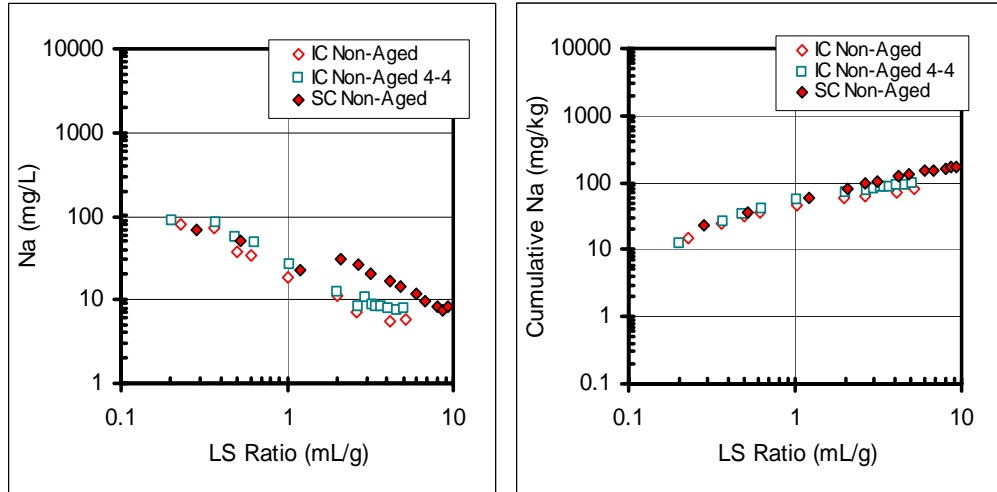 10000
1000
100
10
1
0.1
1
10
Na (mg/L)
LS Ratio (mL/g)
IC Non-Aged
IC Non-Aged 4-4
SC Non-Aged
10000
1000
100
10
1
0.1
0.1
1
10
Cumulative Na (mg/kg)
LS Ratio (mL/g)
IC Non-Aged
IC Non-Aged 4-4
SC Non-Aged